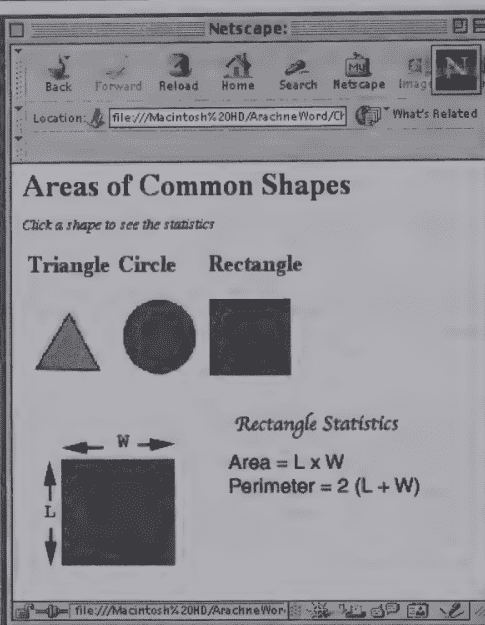 Netscape:
Back Forward Reload Home Search Netscape
N
Location: file:///Macintosh%20HD/ArachneWord/Ch What's Related
Areas of Common Shapes
Click a shape to see the statistics
Triangle Circle Rectangle
W
L
Rectangle Statistics
Area = L x W
Perimeter = 2 (L + W)
file:///Macintosh%20HD/ArachneWor